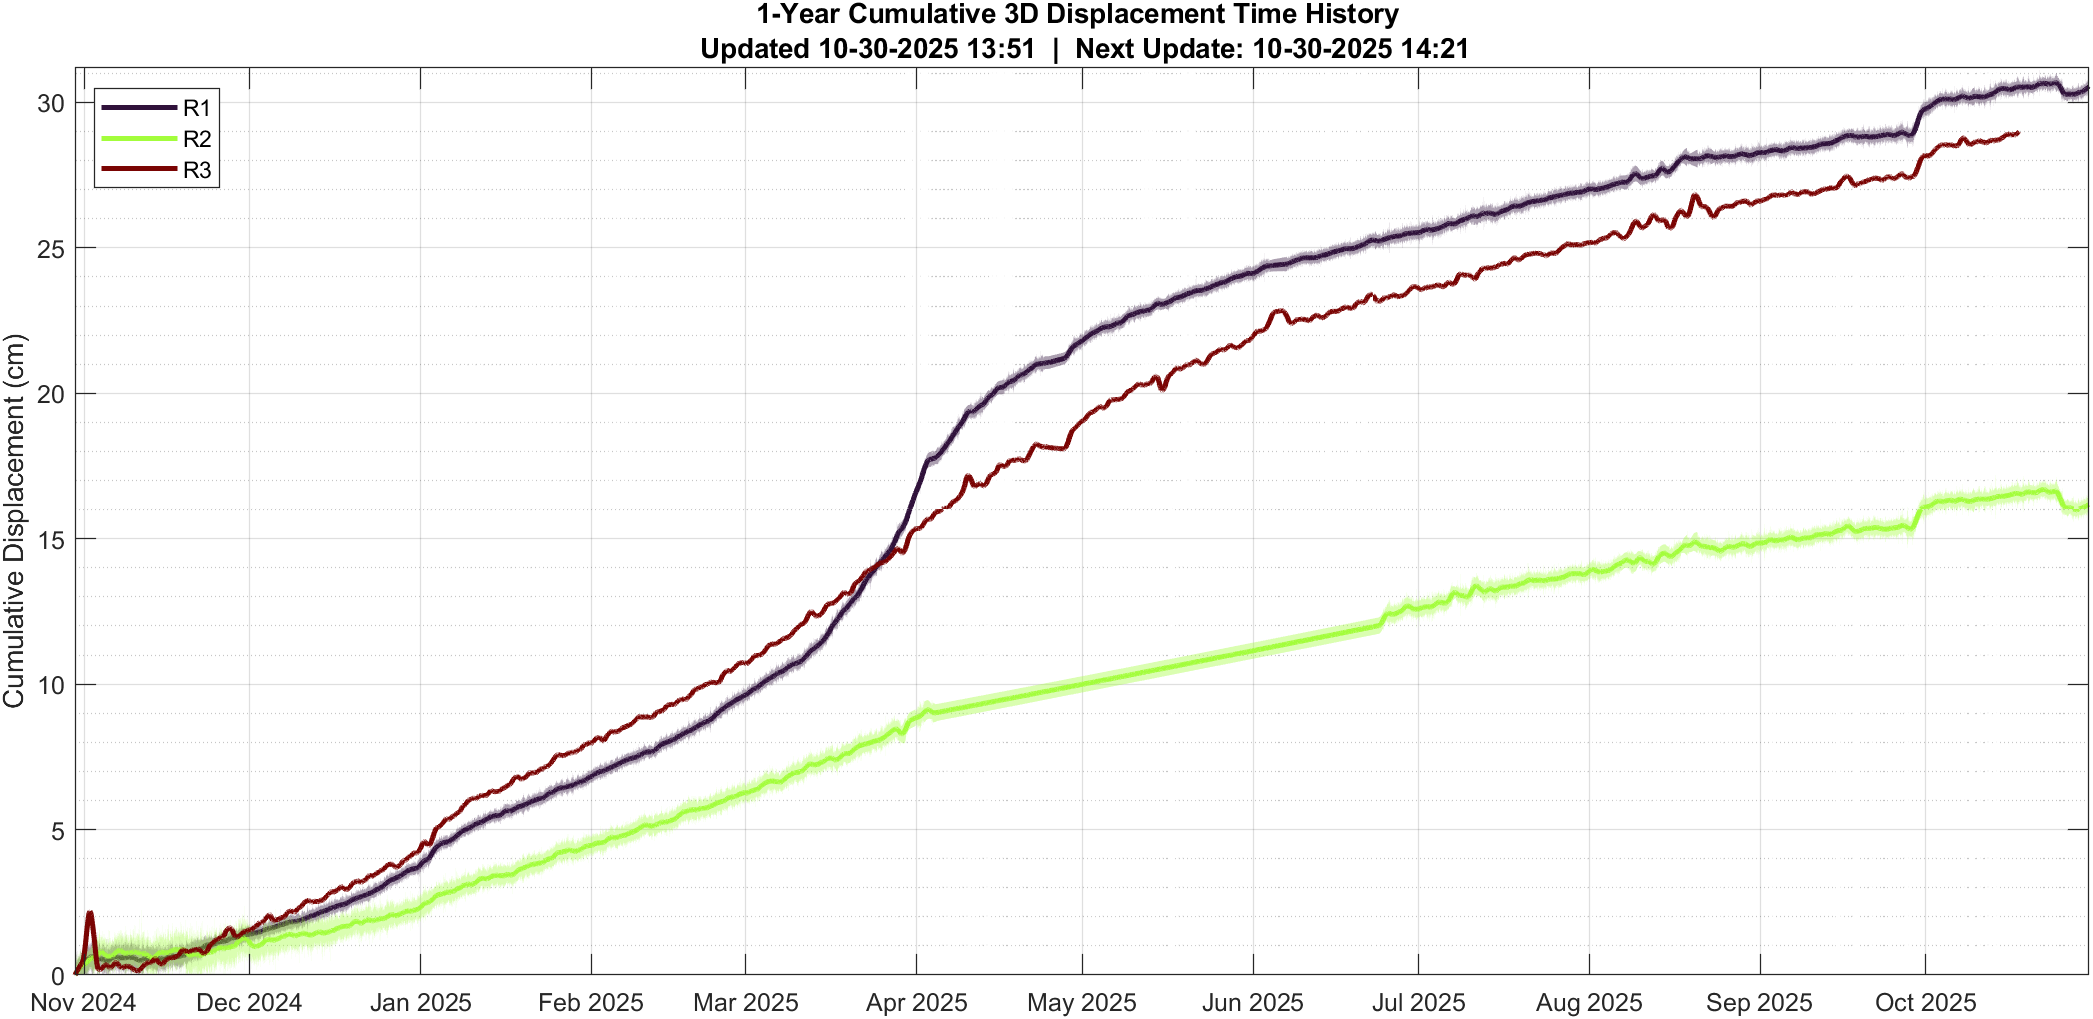 1-Year Cumulative 3D Displacement Time History
Updated 10-30-2025 13:51 | Next Update: 10-30-2025 14:21
R1
R2
R3
Cumulative Displacement (cm)
30
25
20
15
10
5
0
Nov 2024 Dec 2024 Jan 2025 Feb 2025 Mar 2025 Apr 2025 May 2025 Jun 2025 Jul 2025 Aug 2025 Sep 2025 Oct 2025